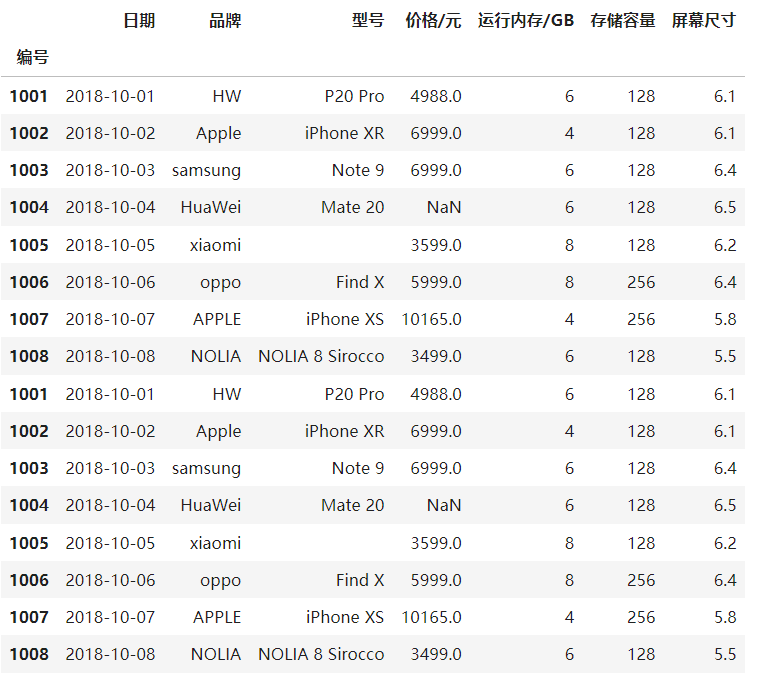 日期 品牌 型号 价格/元 运行内存/GB 存储容量 屏幕尺寸
编号
1001 2018-10-01 HW P20 Pro 4988.0 6 128 6.1
1002 2018-10-02 Apple iPhone XR 6999.0 4 128 6.1
1003 2018-10-03 samsung Note 9 6999.0 6 128 6.4
1004 2018-10-04 HuaWei Mate 20 NaN 6 128 6.5
1005 2018-10-05 xiaomi 3599.0 8 128 6.2
1006 2018-10-06 oppo Find X 5999.0 8 256 6.4
1007 2018-10-07 APPLE iPhone XS 10165.0 4 256 5.8
1008 2018-10-08 NOLIA NOLIA 8 Sirocco 3499.0 6 128 5.5
1001 2018-10-01 HW P20 Pro 4988.0 6 128 6.1
1002 2018-10-02 Apple iPhone XR 6999.0 4 128 6.1
1003 2018-10-03 samsung Note 9 6999.0 6 128 6.4
1004 2018-10-04 HuaWei Mate 20 NaN 6 128 6.5
1005 2018-10-05 xiaomi 3599.0 8 128 6.2
1006 2018-10-06 oppo Find X 5999.0 8 256 6.4
1007 2018-10-07 APPLE iPhone XS 10165.0 4 256 5.8
1008 2018-10-08 NOLIA NOLIA 8 Sirocco 3499.0 6 128 5.5